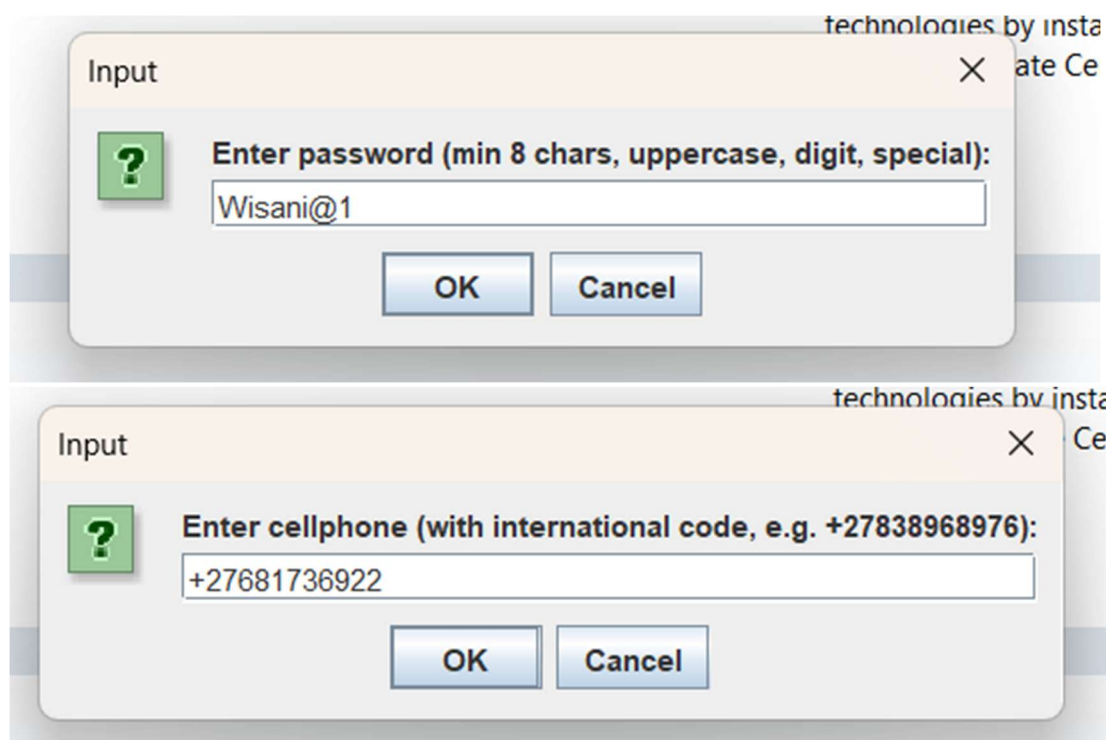 technologies by insta
Input
ate Ce
Enter password (min 8 chars, uppercase, digit, special):
Wisani@1
OK Cancel
technologies by insta
Input
Ce
Enter cellphone (with international code, e.g. +27838968976):
+27681736922
OK Cancel